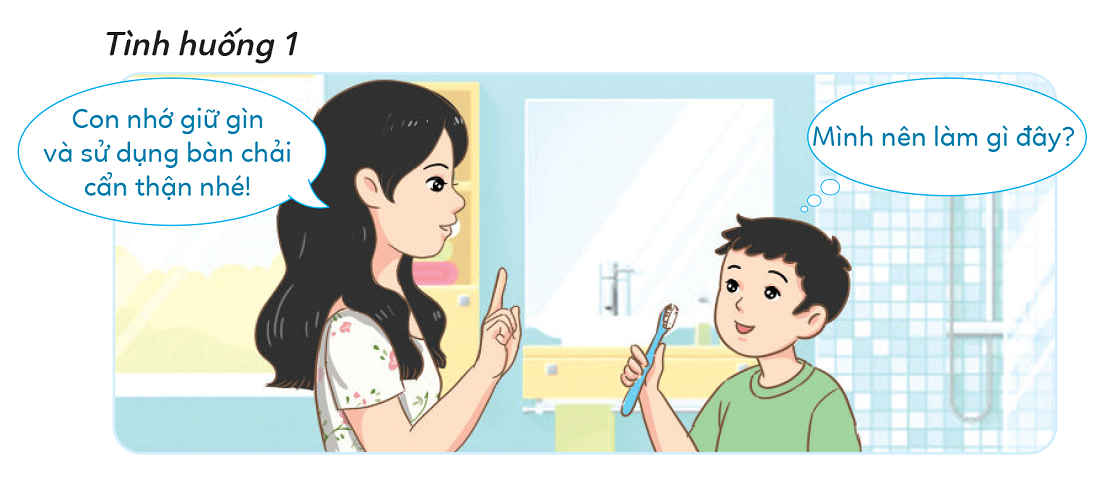 Tình huống 1
Con nhớ giữ gìn
và sử dụng bàn chải
cẩn thận nhé!
Mình nên làm gì đây?